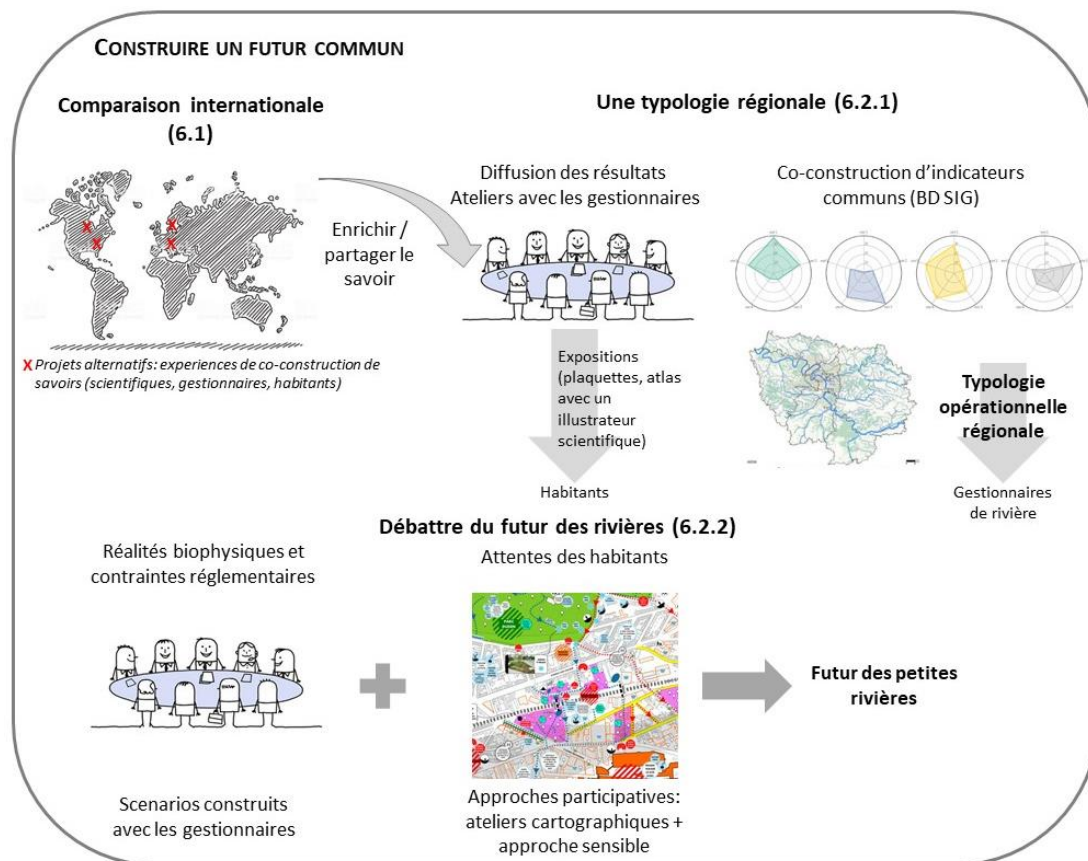 CONSTRUIRE UN FUTUR COMMUN
Comparaison internationale
(6.1)
X Projets alternatifs: experiences de co-construction de
savoirs (scientifiques, gestionnaires, habitants)
Enrichir /
partager le
savoir
Une typologie régionale (6.2.1)
Diffusion des résultats
Ateliers avec les gestionnaires
Expositions
(plaquettes, atlas
avec un
illustrateur
scientifique)
Habitants
Co-construction d’indicateurs
communs (BD SIG)
Typologie
opérationnelle
régionale
Gestionnaires
de rivière
Débattre du futur des rivières (6.2.2)
Réalités biophysiques et
contraintes réglementaires
Scenarios construits
avec les gestionnaires
Attentes des habitants
Approches participatives:
ateliers cartographiques +
approche sensible
Futur des petites
rivières